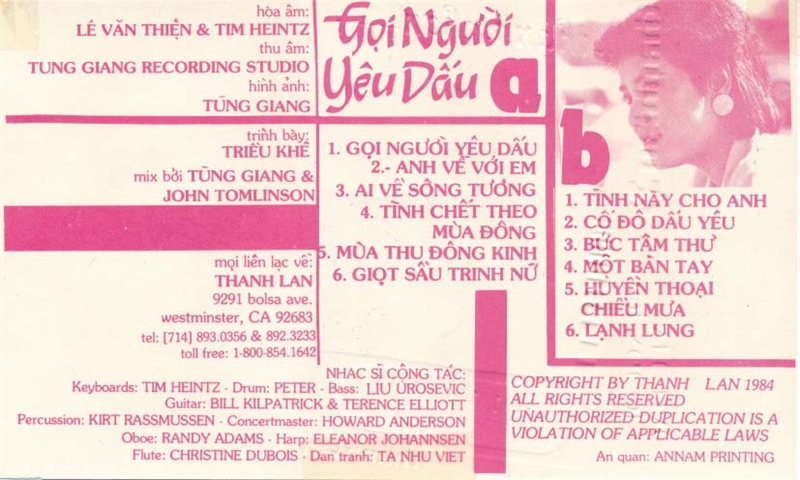 hòa âm:
LÊ VĂN THIỆN & TIM HEINTZ
thu âm:
TUNG GIANG RECORDING STUDIO
hình ảnh:
TÙNG GIANG
trình bày:
TRIỀU KHÊ
mix bởi TÙNG GIANG &
JOHN TOMLINSON
mọi liên lạc về:
THANH LAN
9291 bolsa ave.
westminster, CA 92683
tel: [714] 893.0356 & 892.3233
toll free: 1-800-854.1642
Gọi Người
Yêu Dấu a
1. GỌI NGƯỜI YÊU DẤU
2.- ANH VỀ VỚI EM
3. AI VỀ SÔNG TƯƠNG
4. TÌNH CHẾT THEO
MÙA ĐÔNG
5. MÙA THU ĐÔNG KINH
6. GIỌT SẦU TRINH NỮ
b
1. TÌNH NÀY CHO ANH
2. CỐ ĐÔ DẤU YÊU
3. BỨC TÂM THƯ
4. MỘT BÀN TAY
5. HUYỀN THOẠI
CHIỀU MƯA
6. LẠNH LUNG
NHẠC SĨ CỘNG TÁC:
Keyboards: TIM HEINTZ · Drum: PETER · Bass: LIU UROSEVIC
Guitar: BILL KILPATRICK & TERENCE ELLIOTT
Percussion: KIRT RASSMUSSEN · Concertmaster: HOWARD ANDERSON
Oboe: RANDY ADAMS · Harp: ELEANOR JOHANNSEN
Flute: CHRISTINE DUBOIS · Dan tranh: TA NHU VIET
COPYRIGHT BY THANH LAN 1984
ALL RIGHTS RESERVED
UNAUTHORIZED DUPLICATION IS A
VIOLATION OF APPLICABLE LAWS
An quan: ANNAM PRINTING